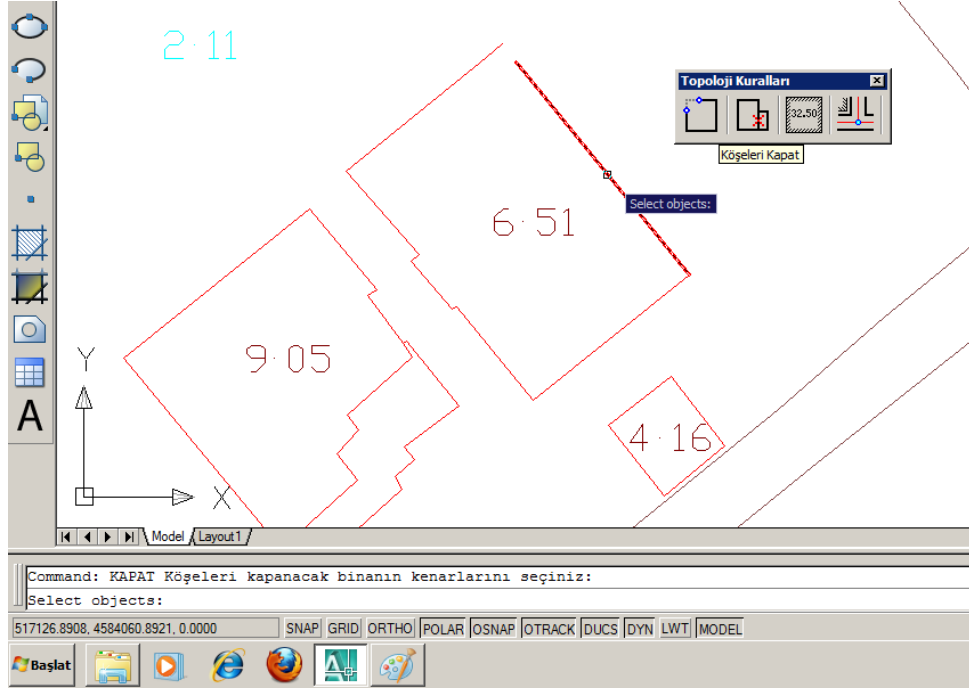 2.11
Topoloji Kuralları
32.50
Köşeleri Kapat
Select objects:
6.51
9.05
Y
4.16
A
X
Model
Layout1
Command: KAPAT Köşeleri kapanacak binanın kenarlarını seçiniz:
Select objects:
517126.8908, 4584060.8921, 0.0000
SNAP GRID ORTHO POLAR OSNAP OTRACK DUCS DYN LWT MODEL
Başlat